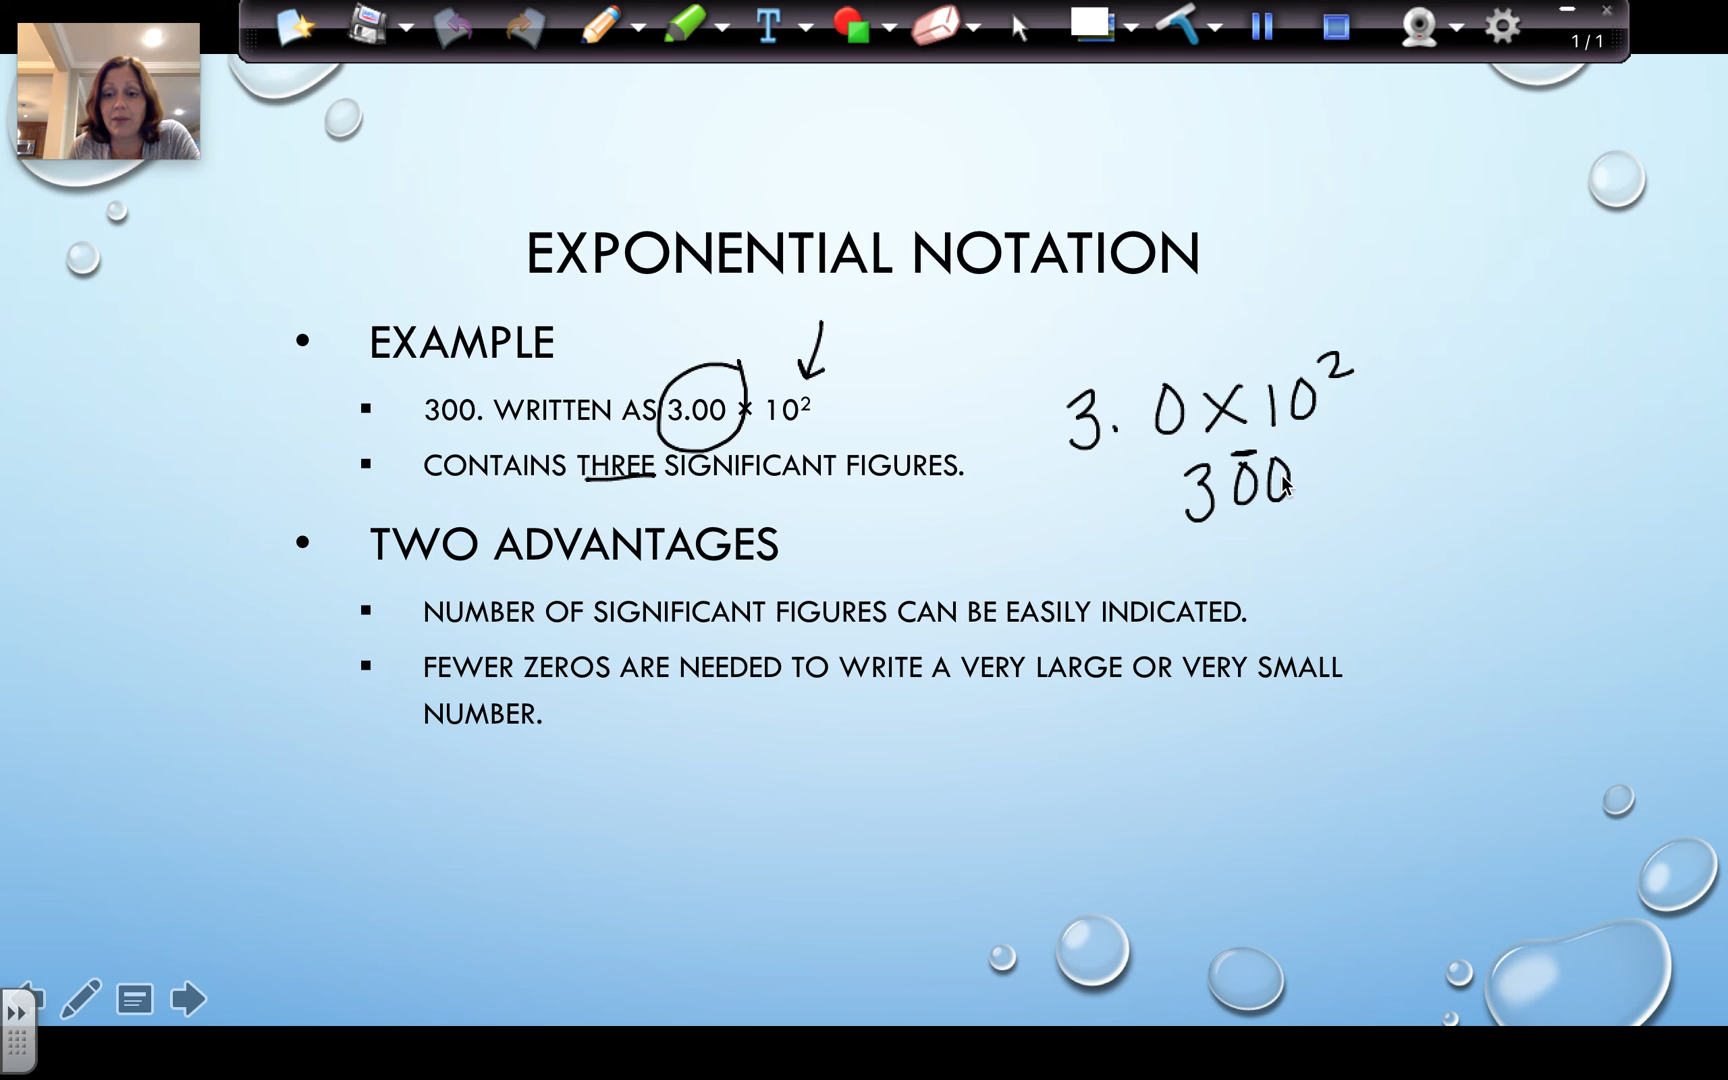 1 / 1
EXPONENTIAL NOTATION
• EXAMPLE
▪ 300. WRITTEN AS 3.00 × 10²
▪ CONTAINS THREE SIGNIFICANT FIGURES.
3. 0 × 10²
30̄0
• TWO ADVANTAGES
▪ NUMBER OF SIGNIFICANT FIGURES CAN BE EASILY INDICATED.
▪ FEWER ZEROS ARE NEEDED TO WRITE A VERY LARGE OR VERY SMALL
NUMBER.